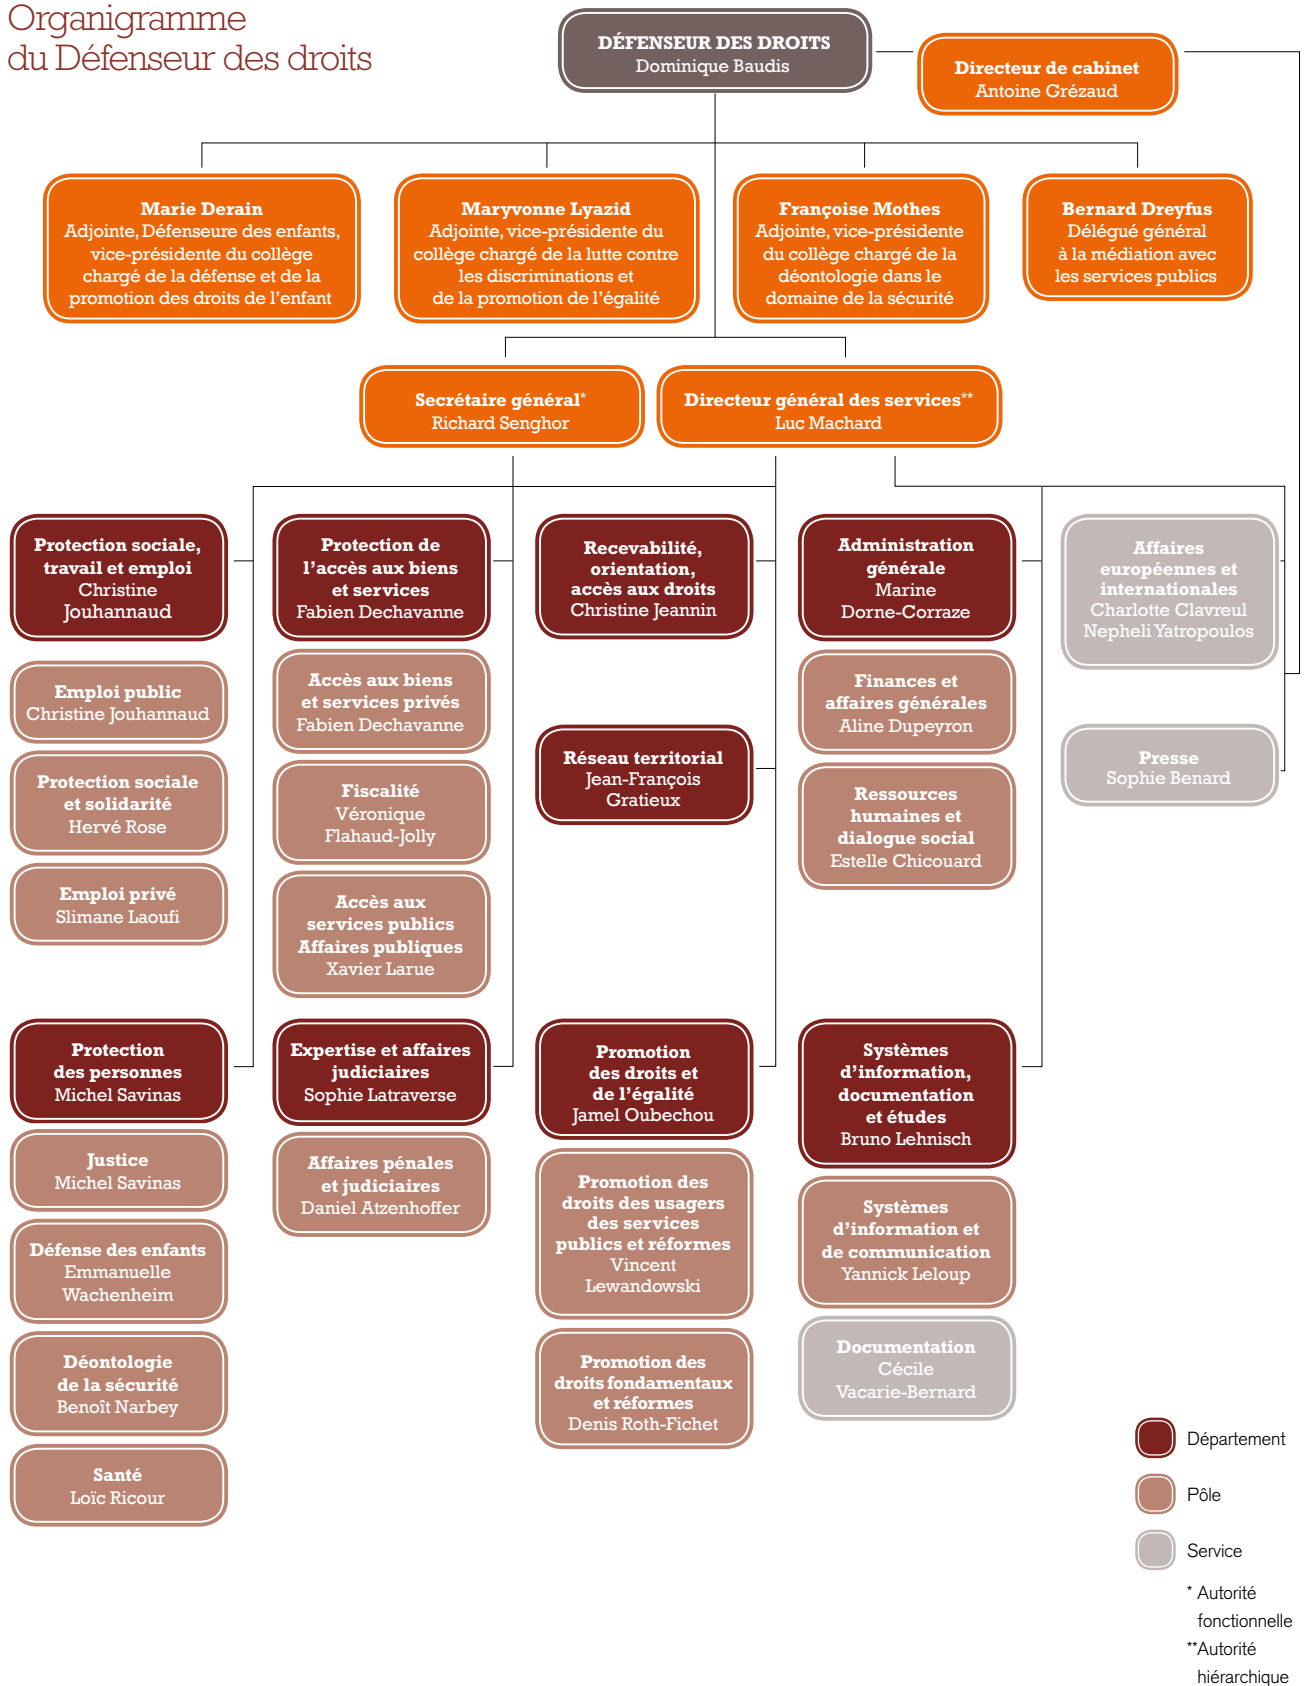 Organigramme
du Défenseur des droits
DÉFENSEUR DES DROITS
Dominique Baudis
Directeur de cabinet
Antoine Grézaud
Marie Derain
Adjointe, Défenseure des enfants,
vice-présidente du collège
chargé de la défense et de la
promotion des droits de l'enfant
Maryvonne Lyazid
Adjointe, vice-présidente du
collège chargé de la lutte contre
les discriminations et
de la promotion de l'égalité
Françoise Mothes
Adjointe, vice-présidente
du collège chargé de la
déontologie dans le
domaine de la sécurité
Bernard Dreyfus
Délégué général
à la médiation avec
les services publics
Secrétaire général*
Richard Senghor
Directeur général des services**
Luc Machard
Protection sociale,
travail et emploi
Christine
Jouhannaud
Emploi public
Christine Jouhannaud
Protection sociale
et solidarité
Hervé Rose
Emploi privé
Slimane Laoufi
Protection de
l'accès aux biens
et services
Fabien Dechavanne
Accès aux biens
et services privés
Fabien Dechavanne
Fiscalité
Véronique
Flahaud-Jolly
Accès aux
services publics
Affaires publiques
Xavier Larue
Recevabilité,
orientation,
accès aux droits
Christine Jeannin
Réseau territorial
Jean-François
Gratieux
Administration
générale
Marine
Dorne-Corraze
Finances et
affaires générales
Aline Dupeyron
Ressources
humaines et
dialogue social
Estelle Chicouard
Affaires
européennes et
internationales
Charlotte Clavreul
Nepheli Yatropoulos
Presse
Sophie Benard
Protection
des personnes
Michel Savinas
Justice
Michel Savinas
Défense des enfants
Emmanuelle
Wachenheim
Déontologie
de la sécurité
Benoît Narbey
Santé
Loïc Ricour
Expertise et affaires
judiciaires
Sophie Latraverse
Affaires pénales
et judiciaires
Daniel Atzenhoffer
Promotion
des droits et
de l'égalité
Jamel Oubechou
Promotion des
droits des usagers
des services
publics et réformes
Vincent
Lewandowski
Promotion des
droits fondamentaux
et réformes
Denis Roth-Fichet
Systèmes
d'information,
documentation
et études
Bruno Lehnisch
Systèmes
d'information et
de communication
Yannick Leloup
Documentation
Cécile
Vacarie-Bernard
Département
Pôle
Service
* Autorité
fonctionnelle
**Autorité
hiérarchique